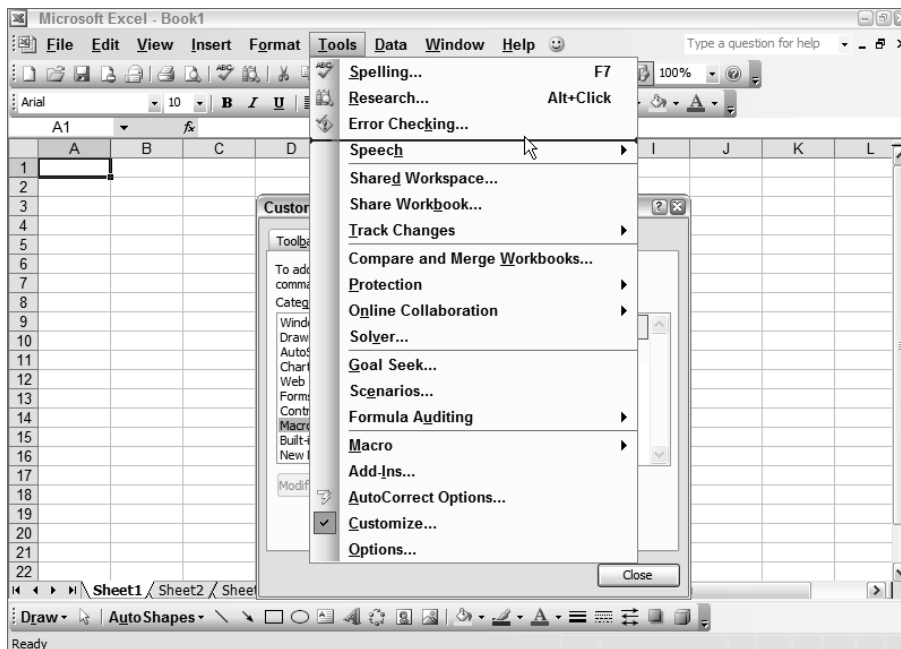 Microsoft Excel - Book1
File Edit View Insert Format Tools Data Window Help Type a question for help
100%
Arial 10 B I U A
A1 fx
A B C D I J K L
Spelling... F7
Research... Alt+Click
Error Checking...
Speech
Shared Workspace...
Share Workbook...
Track Changes
Compare and Merge Workbooks...
Protection
Online Collaboration
Solver...
Goal Seek...
Scenarios...
Formula Auditing
Macro
Add-Ins...
AutoCorrect Options...
Customize...
Options...
1
2
3
4
5
6
7
8
9
10
11
12
13
14
15
16
17
18
19
20
21
22
Custor
Toolba
To add
comma
Categ
Windo
Draw
AutoS
Chart
Web
Forms
Contr
Macro
Built-i
New
Modif
Close
Sheet1 Sheet2 Sheet
Draw AutoShapes A
Ready